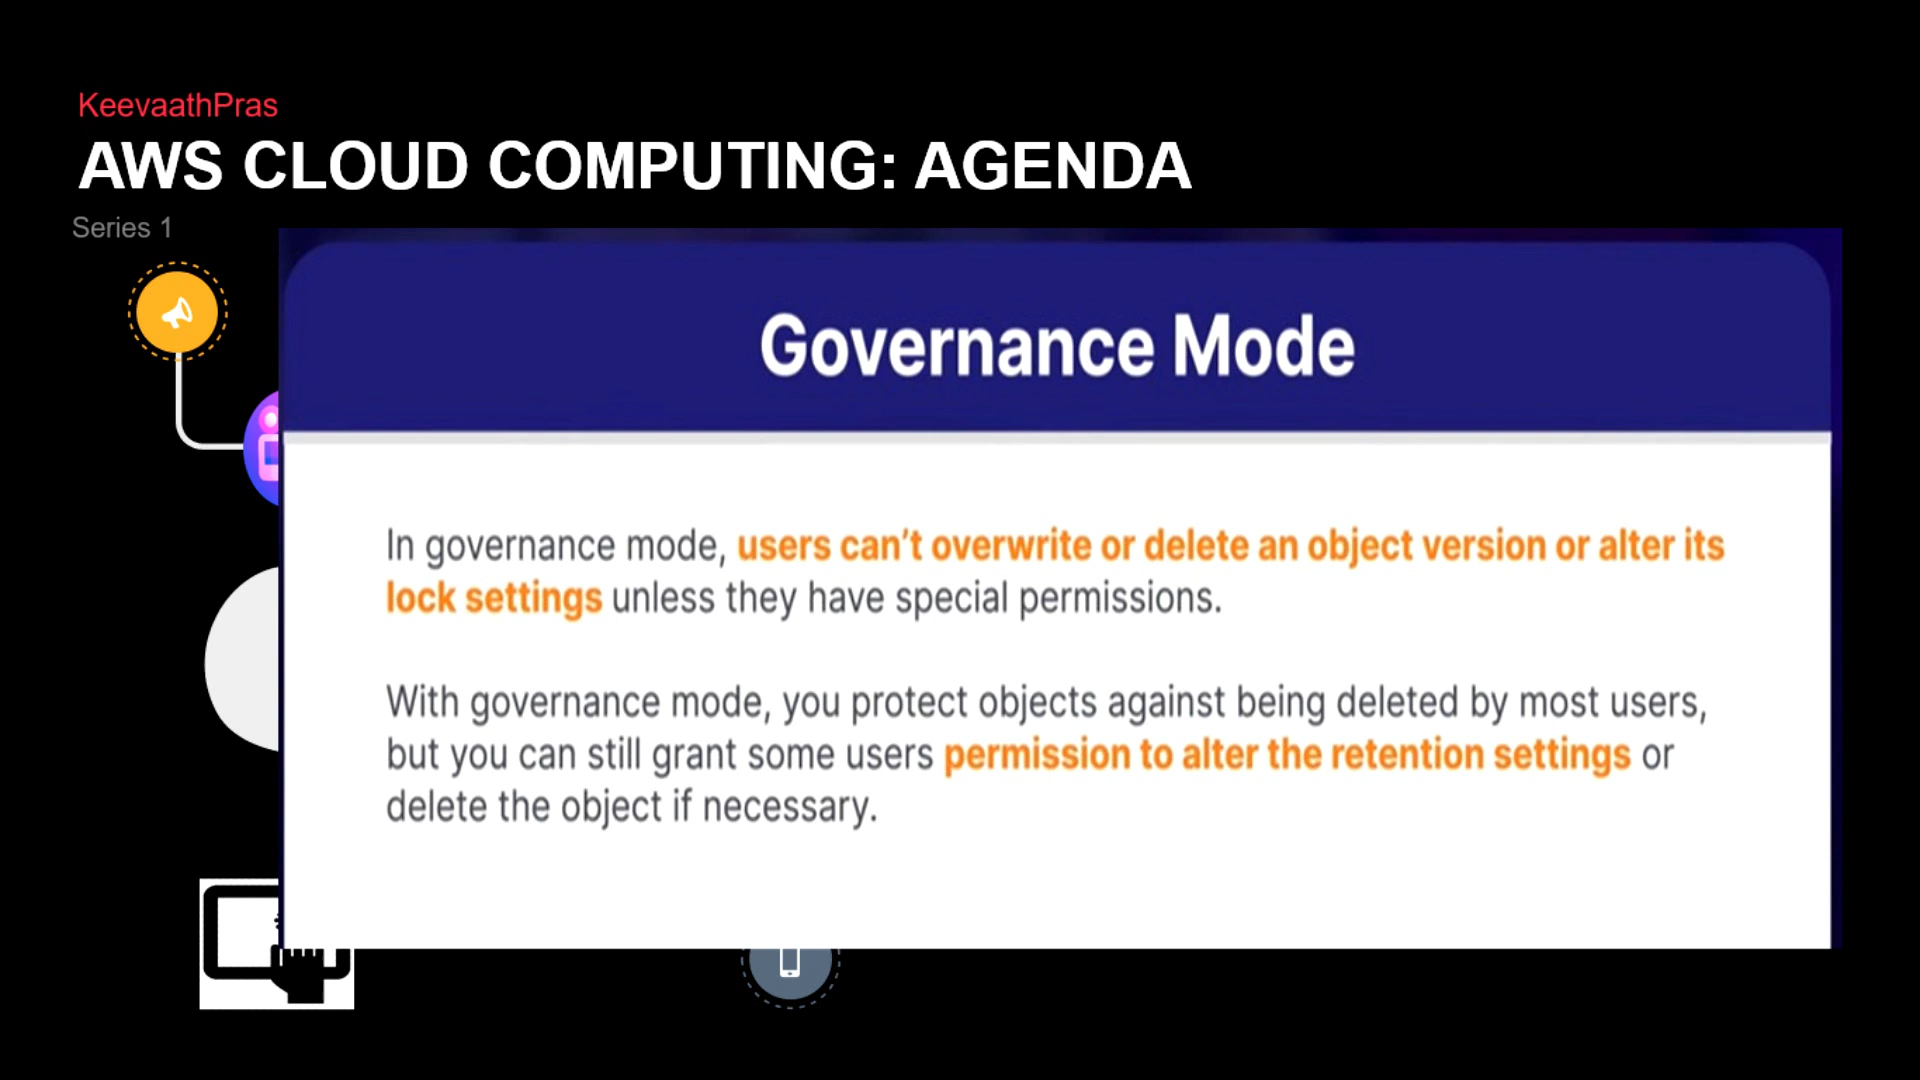 KeevaathPras
AWS CLOUD COMPUTING: AGENDA
Series 1
Governance Mode
In governance mode, users can’t overwrite or delete an object version or alter its
lock settings unless they have special permissions.
With governance mode, you protect objects against being deleted by most users,
but you can still grant some users permission to alter the retention settings or
delete the object if necessary.